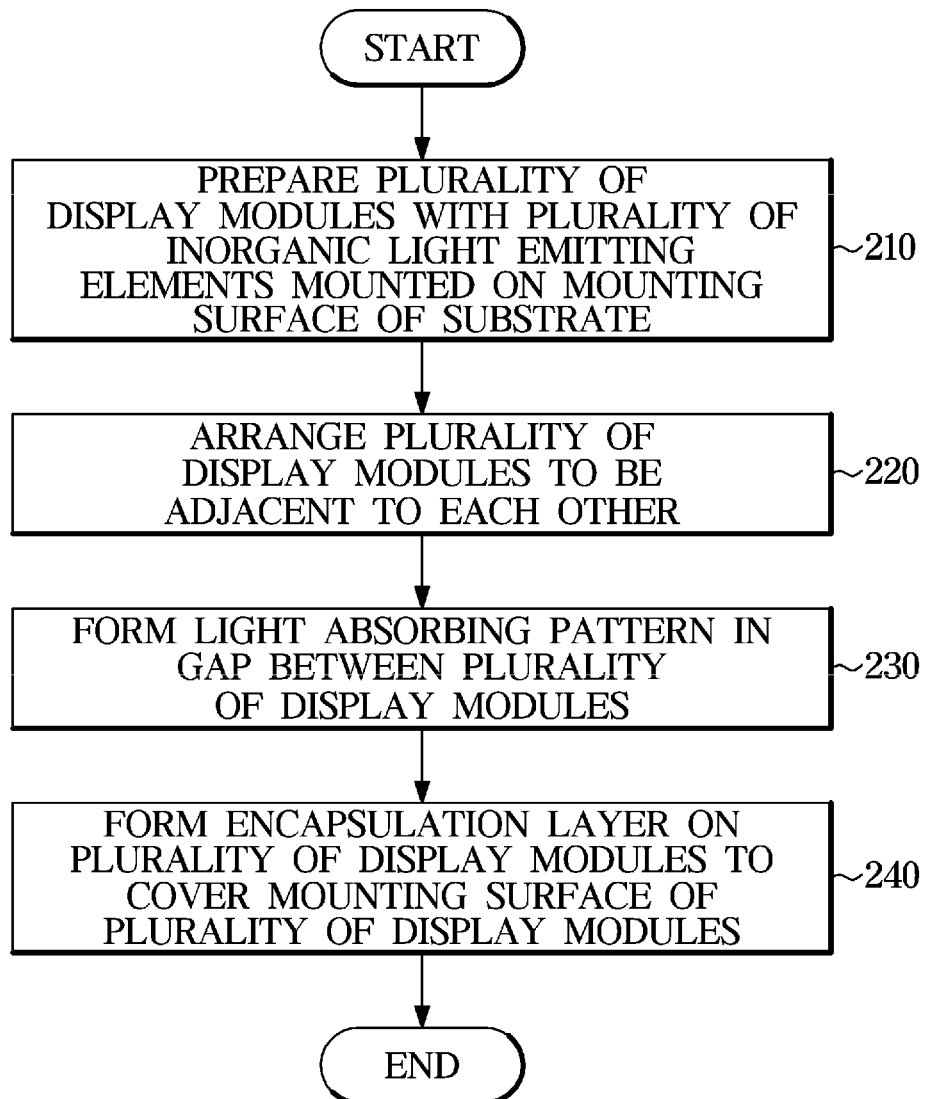 START
PREPARE PLURALITY OF
DISPLAY MODULES WITH PLURALITY OF
INORGANIC LIGHT EMITTING
ELEMENTS MOUNTED ON MOUNTING
SURFACE OF SUBSTRATE
210
ARRANGE PLURALITY OF
DISPLAY MODULES TO BE
ADJACENT TO EACH OTHER
220
FORM LIGHT ABSORBING PATTERN IN
GAP BETWEEN PLURALITY
OF DISPLAY MODULES
230
FORM ENCAPSULATION LAYER ON
PLURALITY OF DISPLAY MODULES TO
COVER MOUNTING SURFACE OF
PLURALITY OF DISPLAY MODULES
240
END